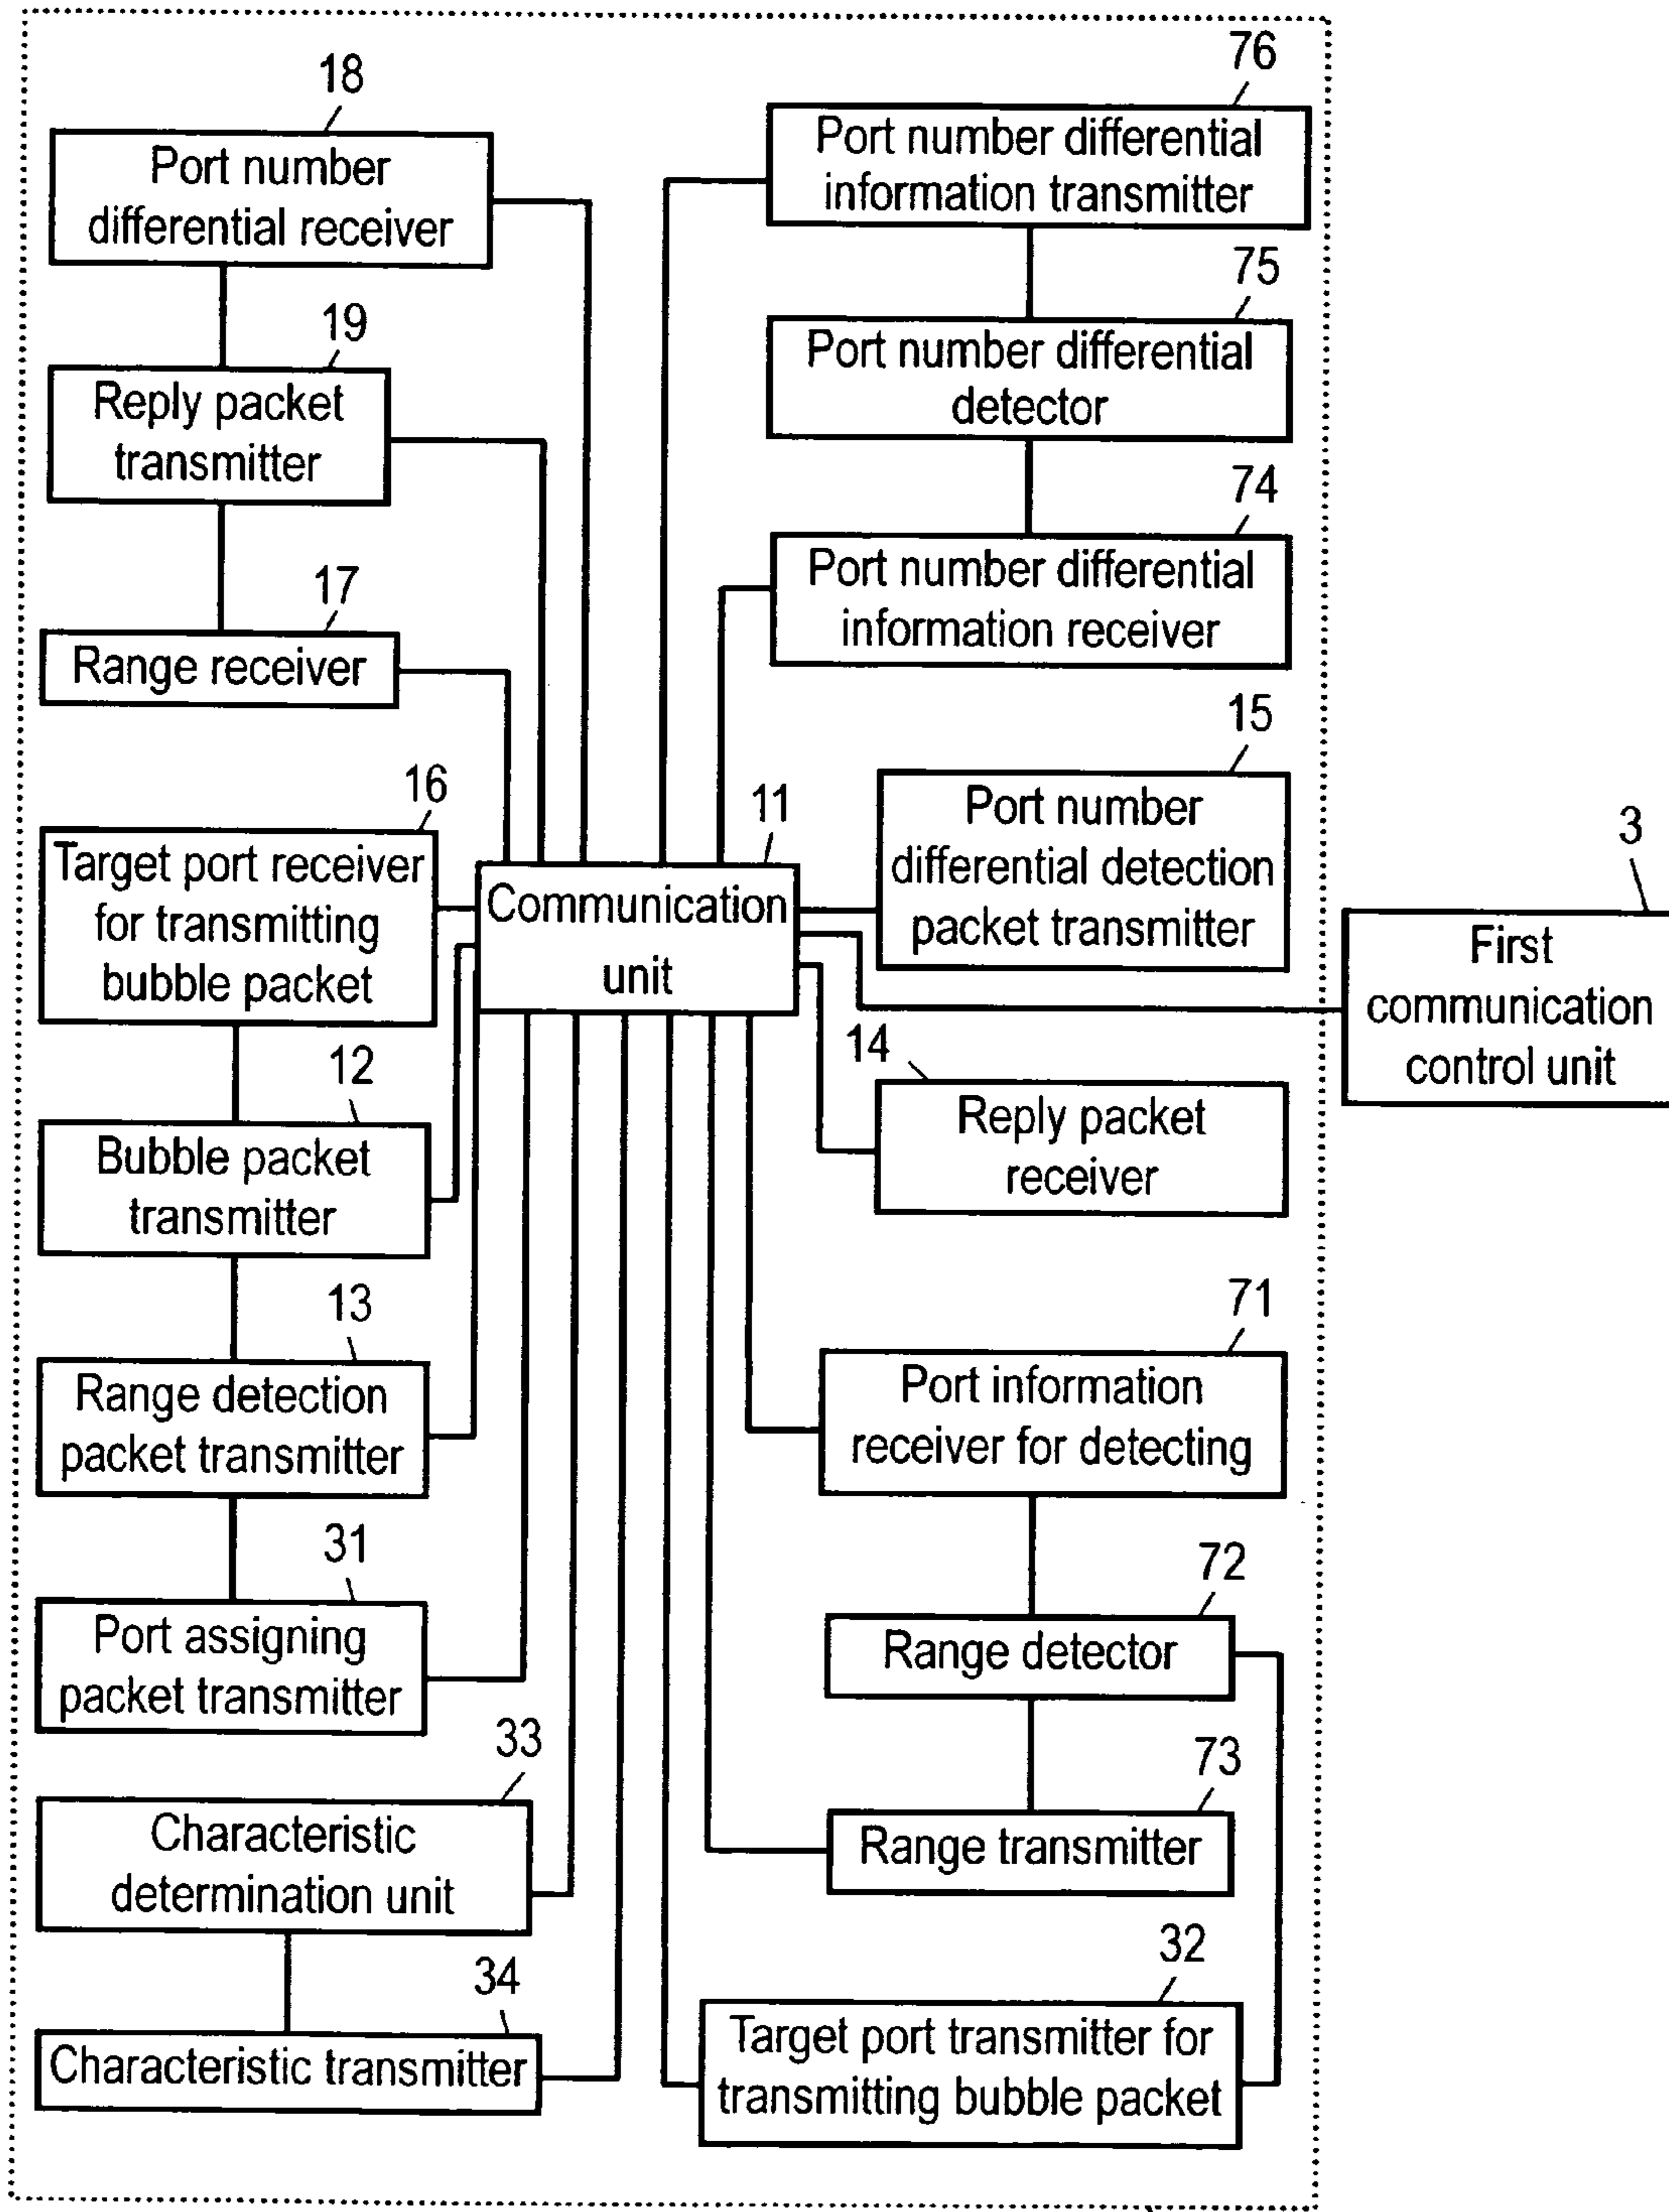 18
Port number
differential receiver
19
Reply packet
transmitter
17
Range receiver
16
Target port receiver
for transmitting
bubble packet
12
Bubble packet
transmitter
13
Range detection
packet transmitter
31
Port assigning
packet transmitter
33
Characteristic
determination unit
34
Characteristic transmitter
11
Communication
unit
76
Port number differential
information transmitter
75
Port number differential
detector
74
Port number differential
information receiver
15
Port number
differential detection
packet transmitter
14
Reply packet
receiver
71
Port information
receiver for detecting
72
Range detector
73
Range transmitter
32
Target port transmitter for
transmitting bubble packet
3
First
communication
control unit